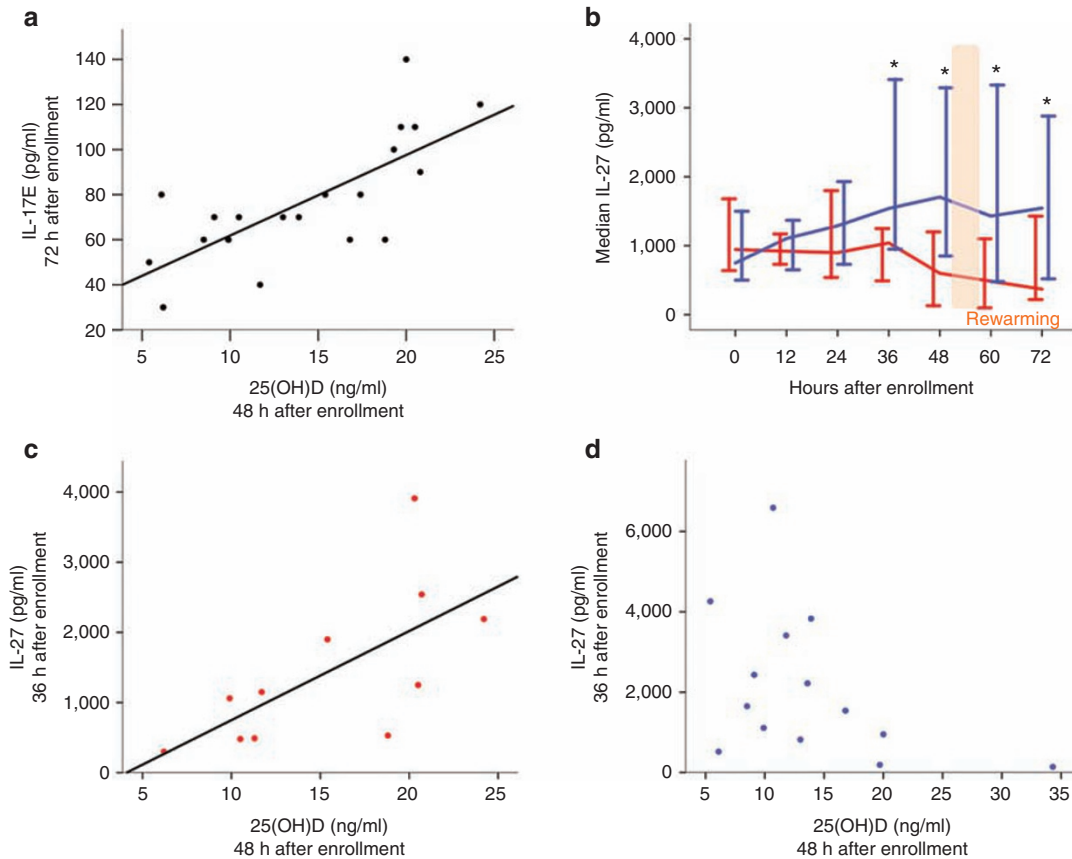 a
IL-17E (pg/ml)
72 h after enrollment
140
120
100
80
60
40
20
5
10
15
20
25
25(OH)D (ng/ml)
48 h after enrollment
b
Median IL-27 (pg/ml)
4,000
3,000
2,000
1,000
0
*
*
*
*
Rewarming
0
12
24
36
48
60
72
Hours after enrollment
c
IL-27 (pg/ml)
36 h after enrollment
4,000
3,000
2,000
1,000
0
5
10
15
20
25
25(OH)D (ng/ml)
48 h after enrollment
d
IL-27 (pg/ml)
36 h after enrollment
6,000
4,000
2,000
0
5
10
15
20
25
30
35
25(OH)D (ng/ml)
48 h after enrollment